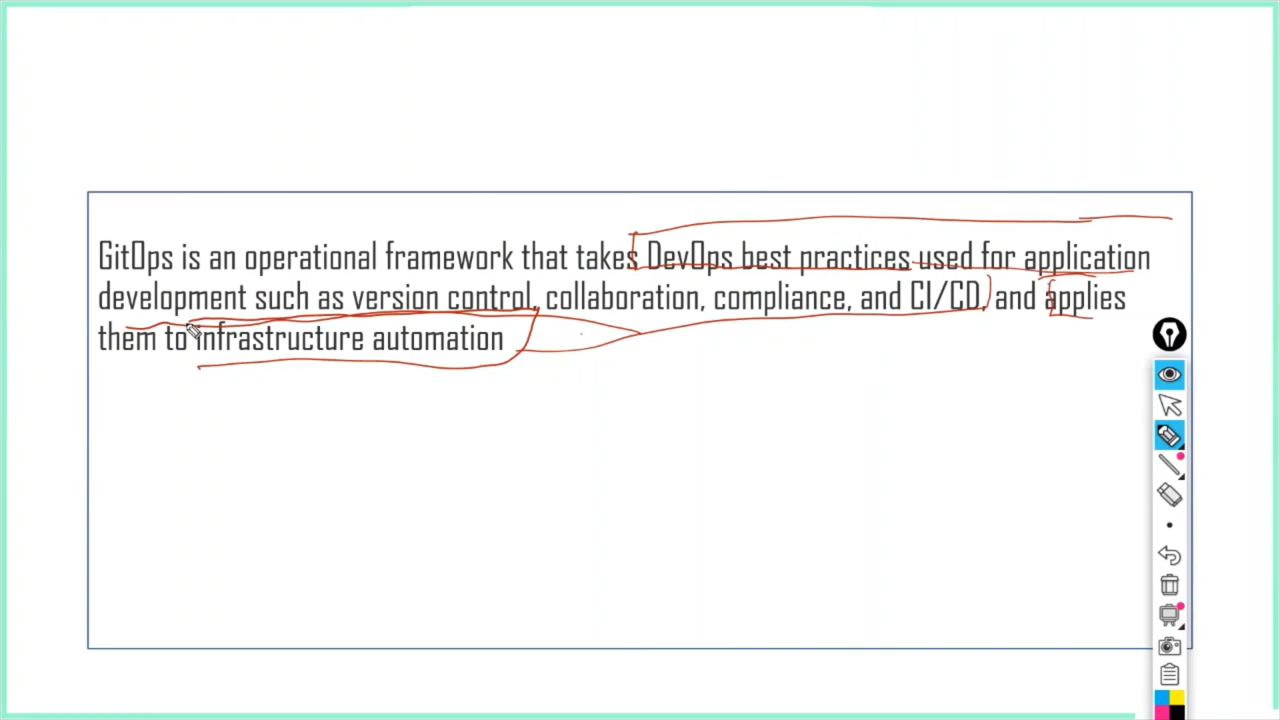 GitOps is an operational framework that takes DevOps best practices used for application
development such as version control, collaboration, compliance, and CI/CD, and applies
them to infrastructure automation